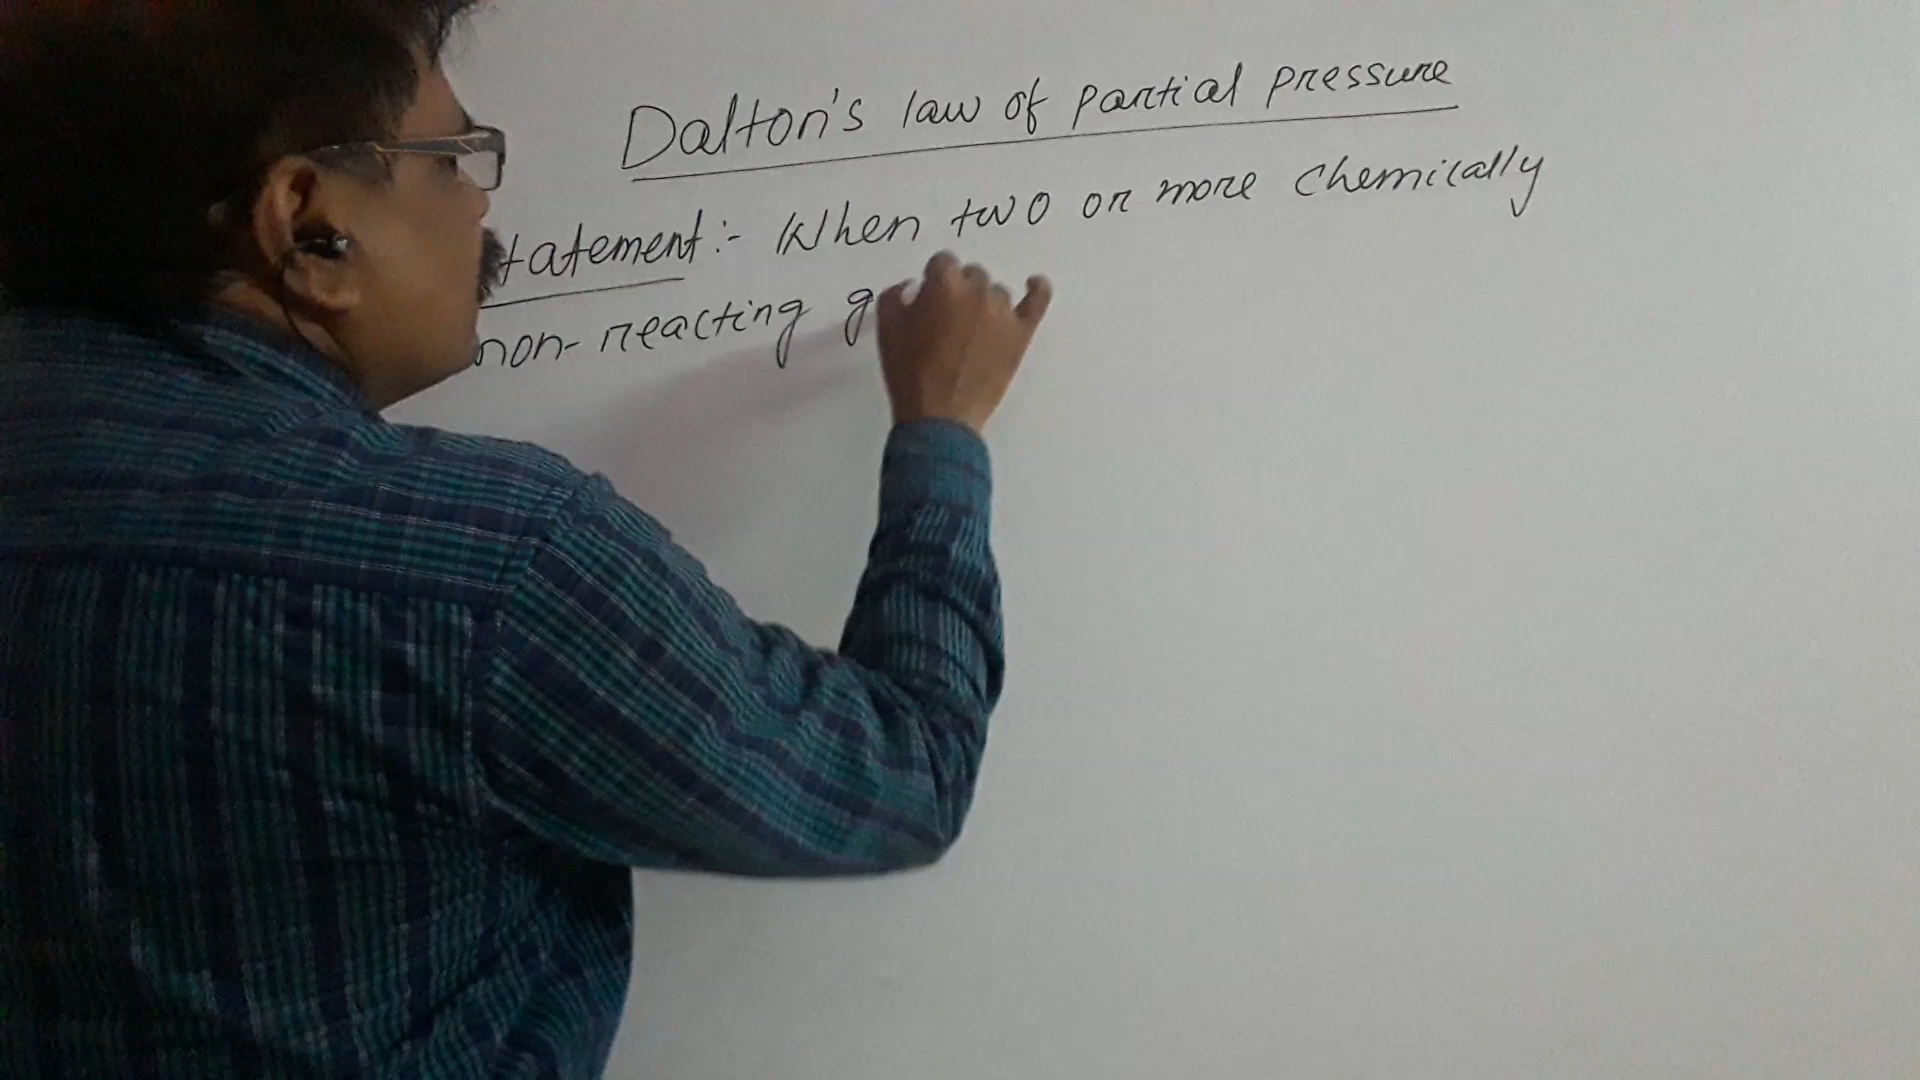 Dalton's law of partial pressure
tatement:- When two or more chemically
non-reacting g